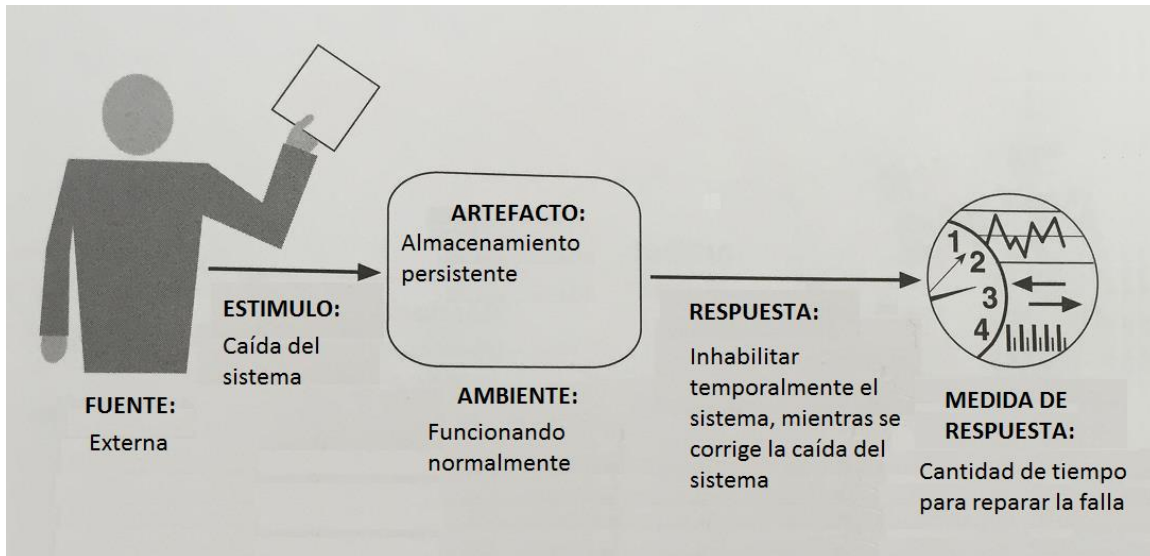 FUENTE:
Externa
ESTIMULO:
Caída del
sistema
ARTEFACTO:
Almacenamiento
persistente
AMBIENTE:
Funcionando
normalmente
RESPUESTA:
Inhabilitar
temporalmente el
sistema, mientras se
corrige la caída del
sistema
1
2
3
4
MEDIDA DE
RESPUESTA:
Cantidad de tiempo
para reparar la falla